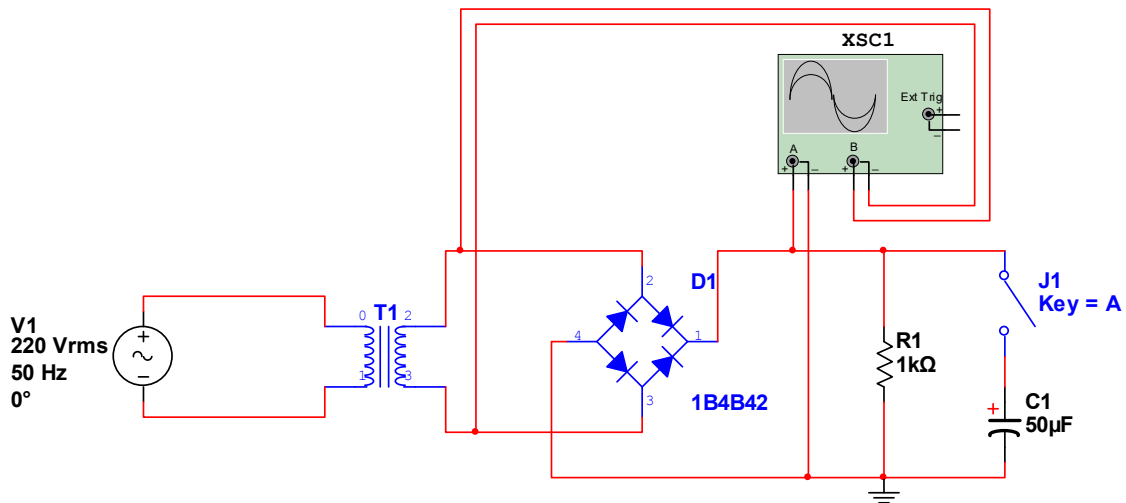 XSC1
Ext Trig
+
−
A
B
+ − + −
V1
220 Vrms
50 Hz
0°
+
−
T1
0
2
1
3
D1
2
4
1
3
1B4B42
R1
1kΩ
J1
Key = A
+
C1
50µF